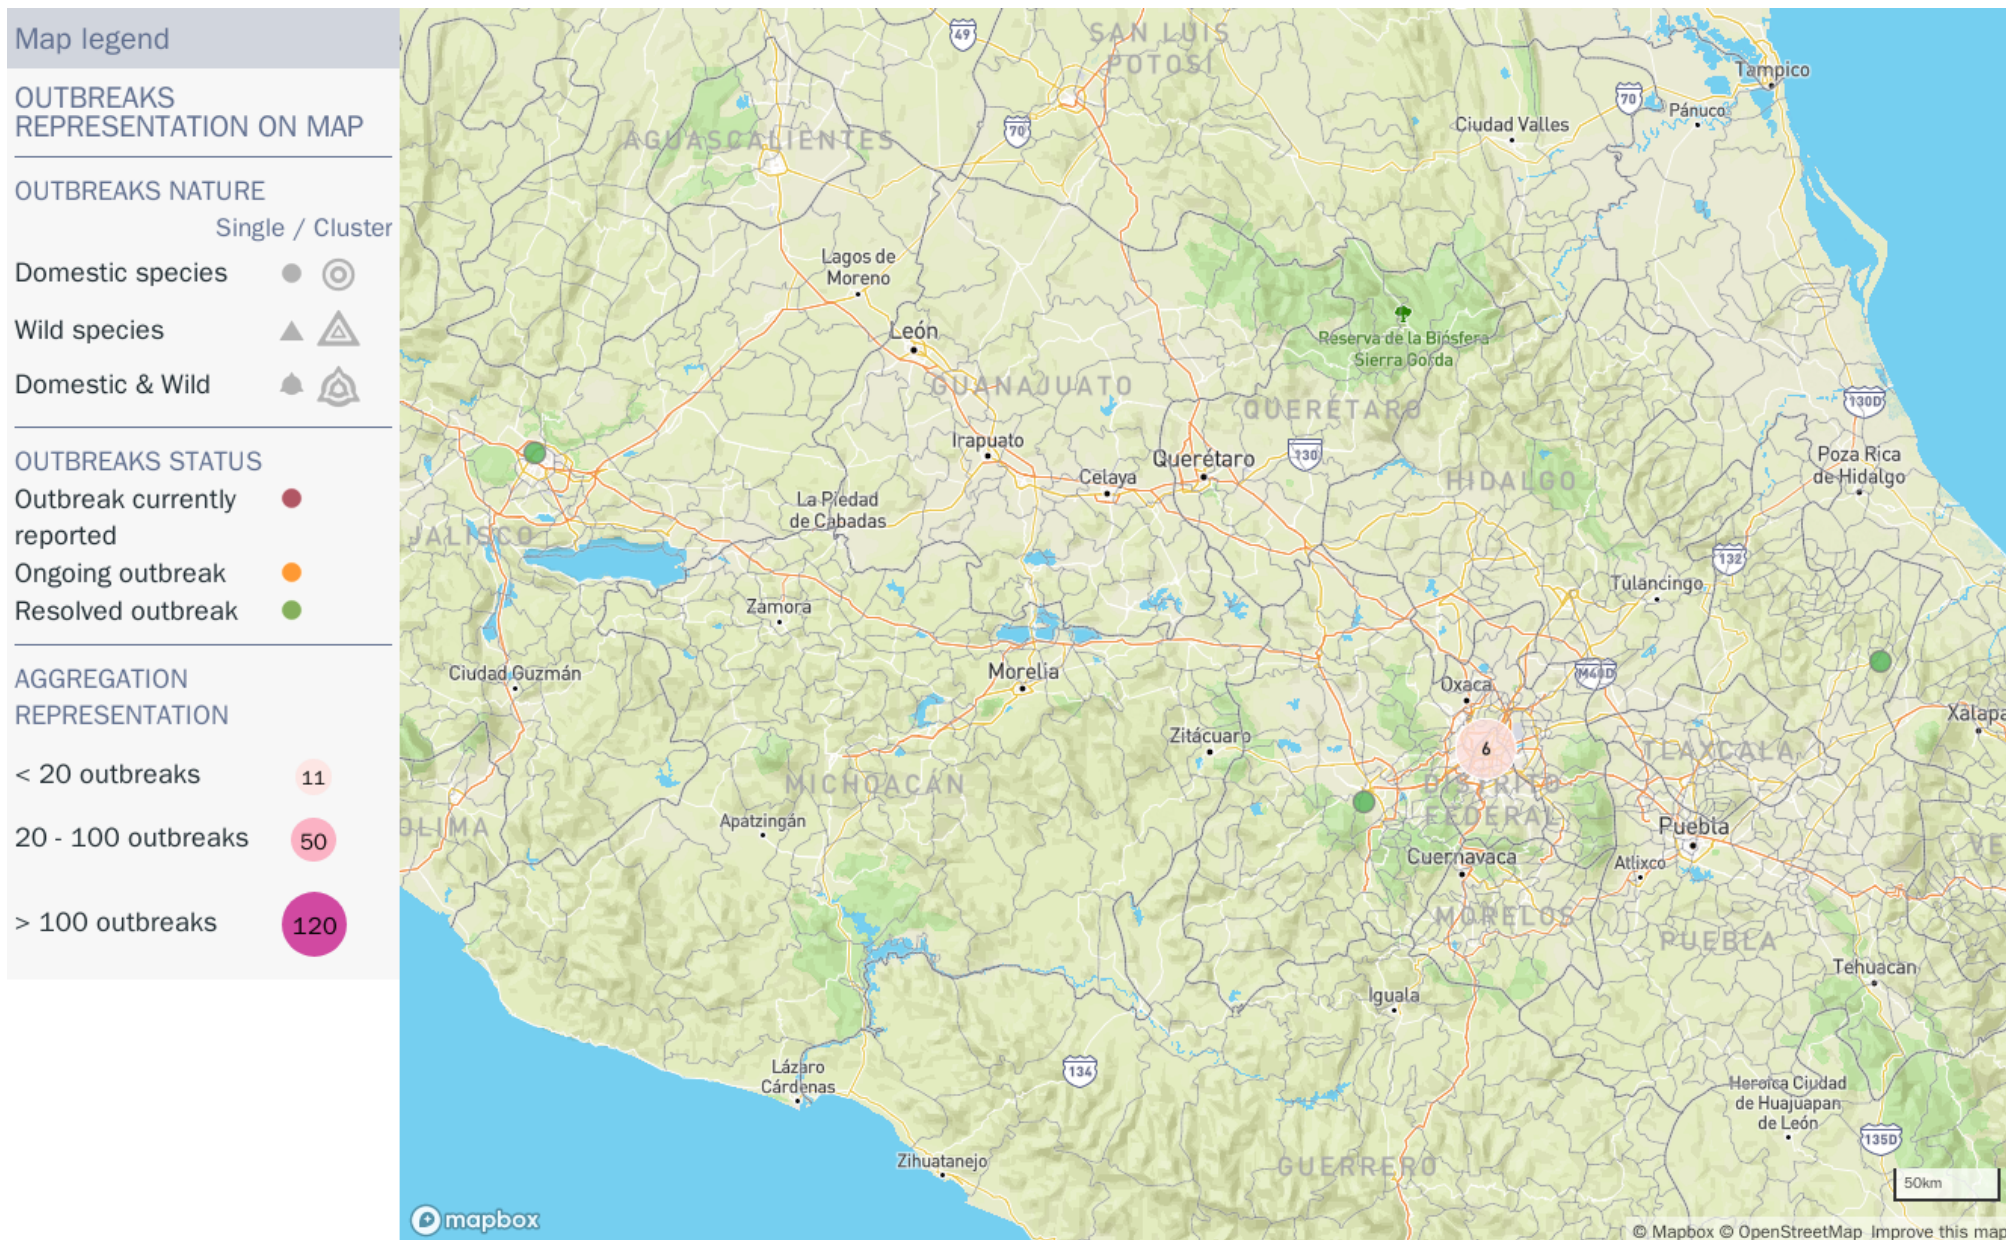 Map legend
OUTBREAKS
REPRESENTATION ON MAP
OUTBREAKS NATURE
Single / Cluster
Domestic species
Wild species
Domestic & Wild
OUTBREAKS STATUS
Outbreak currently
reported
Ongoing outbreak
Resolved outbreak
AGGREGATION
REPRESENTATION
< 20 outbreaks
11
20 - 100 outbreaks
50
> 100 outbreaks
120
49
SAN LUIS
POTOSÍ
Tampico
70
Pánuco
70
Ciudad Valles
AGUASCALIENTES
Lagos de
Moreno
León
Reserva de la Biósfera
Sierra Gorda
GUANAJUATO
QUERÉTARO
130D
Irapuato
Querétaro
130
Poza Rica
de Hidalgo
Celaya
HIDALGO
La Piedad
de Cabadas
JALISCO
132
Tulancingo
Zamora
Ciudad Guzmán
Morelia
Oxaca
M40D
Xalapa
Zitácuaro
6
TLAXCALA
MICHOACÁN
DISTRITO
FEDERAL
Apatzingán
OLIMA
Puebla
VE
Cuernavaca
Atlixco
MORELOS
PUEBLA
Tehuacan
Iguala
Lázaro
Cárdenas
134
Heroica Ciudad
de Huajuapan
de León
135D
Zihuatanejo
GUERRERO
50km
mapbox
© Mapbox © OpenStreetMap Improve this map